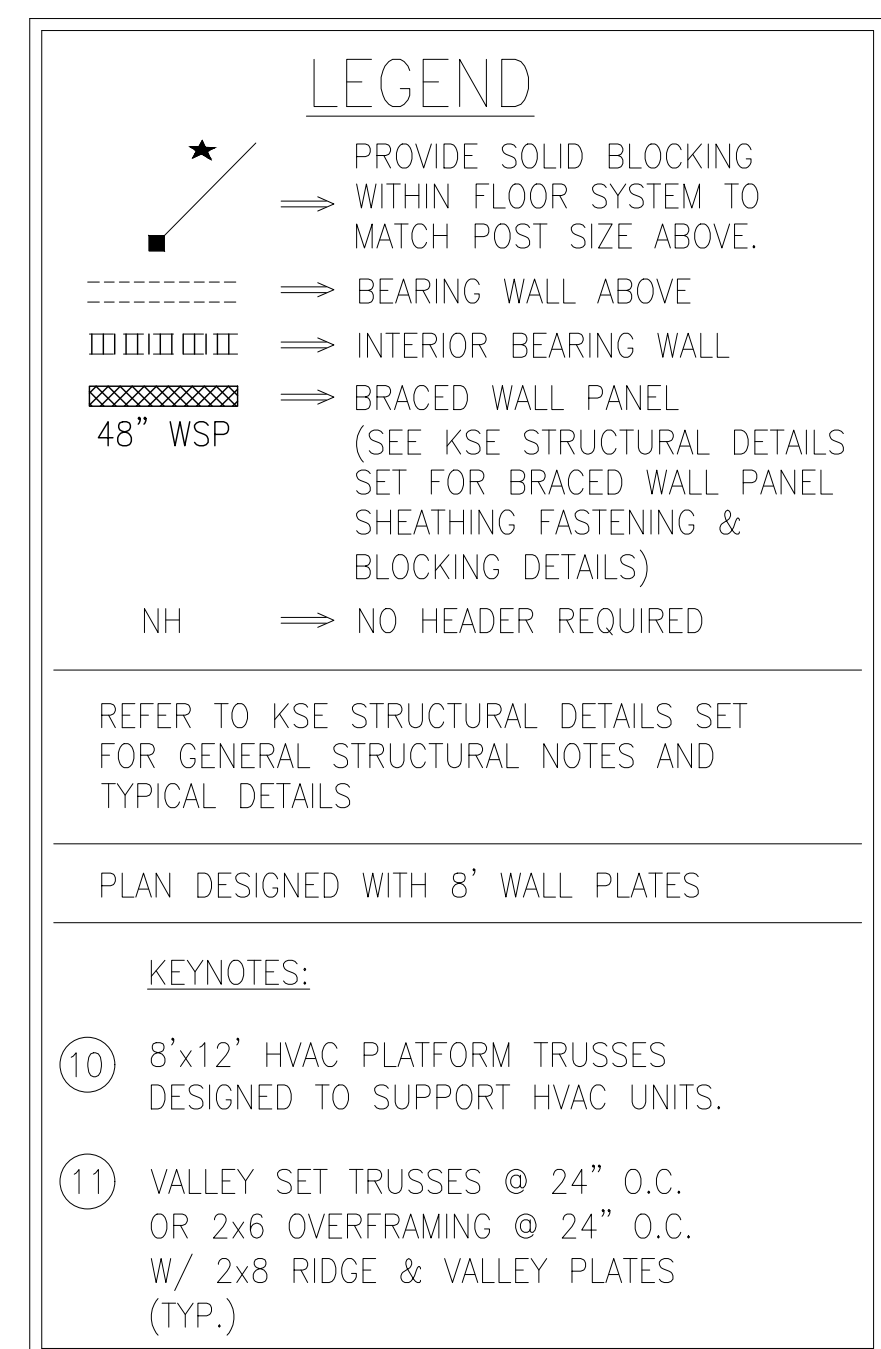 LEGEND
PROVIDE SOLID BLOCKING
WITHIN FLOOR SYSTEM TO
MATCH POST SIZE ABOVE.
BEARING WALL ABOVE
INTERIOR BEARING WALL
BRACED WALL PANEL
48" WSP
(SEE KSE STRUCTURAL DETAILS
SET FOR BRACED WALL PANEL
SHEATHING FASTENING &
BLOCKING DETAILS)
NH NO HEADER REQUIRED
REFER TO KSE STRUCTURAL DETAILS SET
FOR GENERAL STRUCTURAL NOTES AND
TYPICAL DETAILS
PLAN DESIGNED WITH 8' WALL PLATES
KEYNOTES:
10 8'x12' HVAC PLATFORM TRUSSES
DESIGNED TO SUPPORT HVAC UNITS.
11 VALLEY SET TRUSSES @ 24" O.C.
OR 2x6 OVERFRAMING @ 24" O.C.
W/ 2x8 RIDGE & VALLEY PLATES
(TYP.)